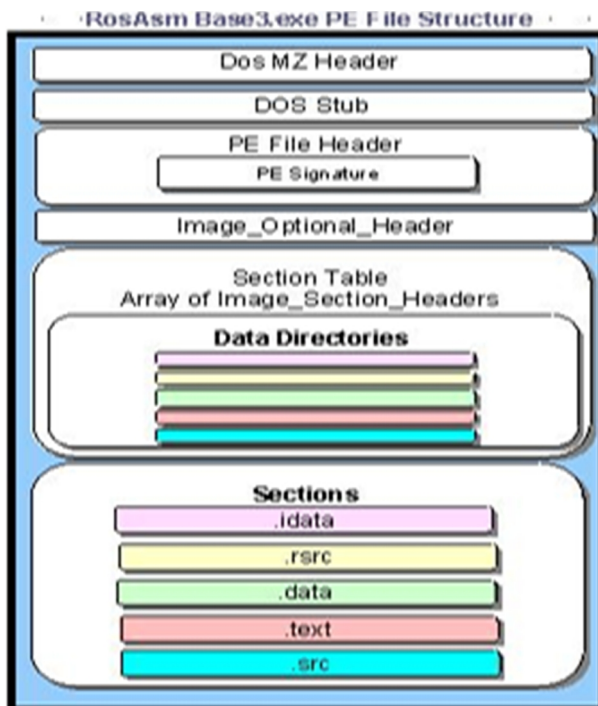 RosAsm Base3.exe PE File Structure
Dos MZ Header
DOS Stub
PE File Header
PE Signature
Image_Optional_Header
Section Table
Array of Image_Section_Headers
Data Directories
Sections
.idata
.rsrc
.data
.text
.src